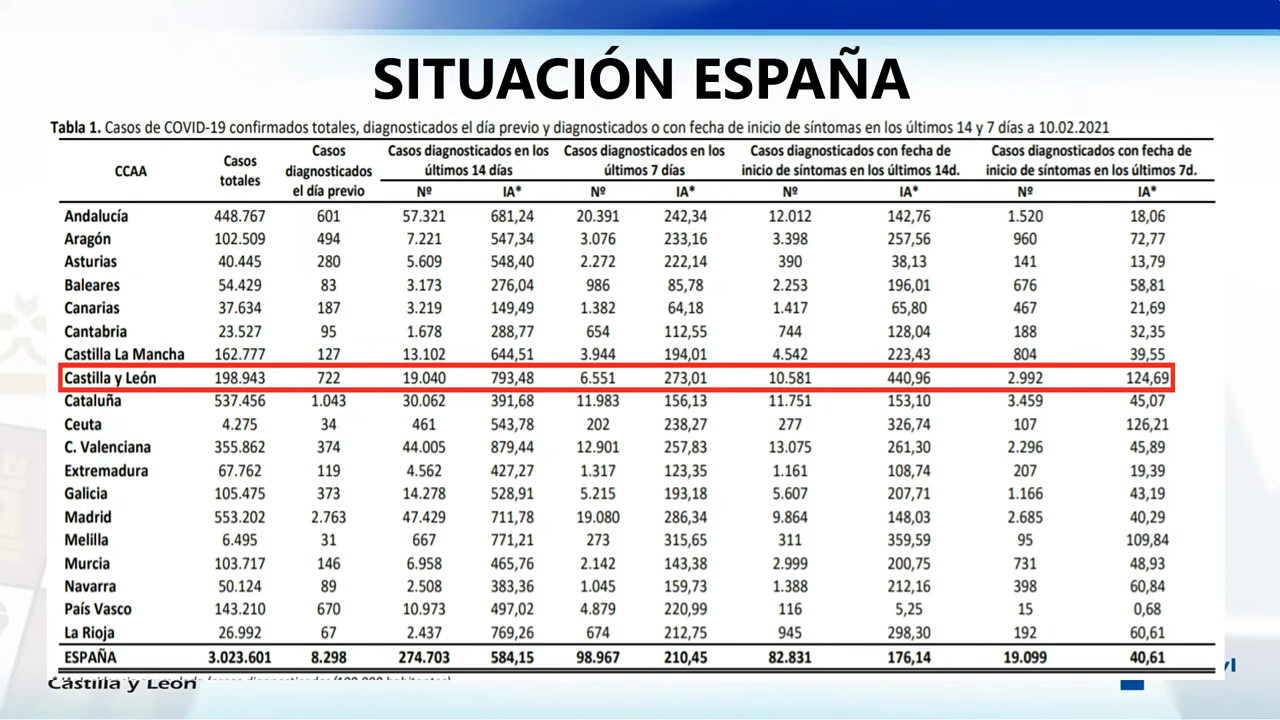 SITUACIÓN ESPAÑA
Tabla 1. Casos de COVID-19 confirmados totales, diagnosticados el día previo y diagnosticados o con fecha de inicio de síntomas en los últimos 14 y 7 días a 10.02.2021
CCAA Casos totales Casos diagnosticados el día previo Casos diagnosticados en los últimos 14 días Casos diagnosticados en los últimos 7 días Casos diagnosticados con fecha de inicio de síntomas en los últimos 14d. Casos diagnosticados con fecha de inicio de síntomas en los últimos 7d.
Nº IA* Nº IA* Nº IA* Nº IA*
Andalucía 448.767 601 57.321 681,24 20.391 242,34 12.012 142,76 1.520 18,06
Aragón 102.509 494 7.221 547,34 3.076 233,16 3.398 257,56 960 72,77
Asturias 40.445 280 5.609 548,40 2.272 222,14 390 38,13 141 13,79
Baleares 54.429 83 3.173 276,04 986 85,78 2.253 196,01 676 58,81
Canarias 37.634 187 3.219 149,49 1.382 64,18 1.417 65,80 467 21,69
Cantabria 23.527 95 1.678 288,77 654 112,55 744 128,04 188 32,35
Castilla La Mancha 162.777 127 13.102 644,51 3.944 194,01 4.542 223,43 804 39,55
Castilla y León 198.943 722 19.040 793,48 6.551 273,01 10.581 440,96 2.992 124,69
Cataluña 537.456 1.043 30.062 391,68 11.983 156,13 11.751 153,10 3.459 45,07
Ceuta 4.275 34 461 543,78 202 238,27 277 326,74 107 126,21
C. Valenciana 355.862 374 44.005 879,44 12.901 257,83 13.075 261,30 2.296 45,89
Extremadura 67.762 119 4.562 427,27 1.317 123,35 1.161 108,74 207 19,39
Galicia 105.475 373 14.278 528,91 5.215 193,18 5.607 207,71 1.166 43,19
Madrid 553.202 2.763 47.429 711,78 19.080 286,34 9.864 148,03 2.685 40,29
Melilla 6.495 31 667 771,21 273 315,65 311 359,59 95 109,84
Murcia 103.717 146 6.958 465,76 2.142 143,38 2.999 200,75 731 48,93
Navarra 50.124 89 2.508 383,36 1.045 159,73 1.388 212,16 398 60,84
País Vasco 143.210 670 10.973 497,02 4.879 220,99 116 5,25 15 0,68
La Rioja 26.992 67 2.437 769,26 674 212,75 945 298,30 192 60,61
ESPAÑA 3.023.601 8.298 274.703 584,15 98.967 210,45 82.831 176,14 19.099 40,61
Castilla y León
yl